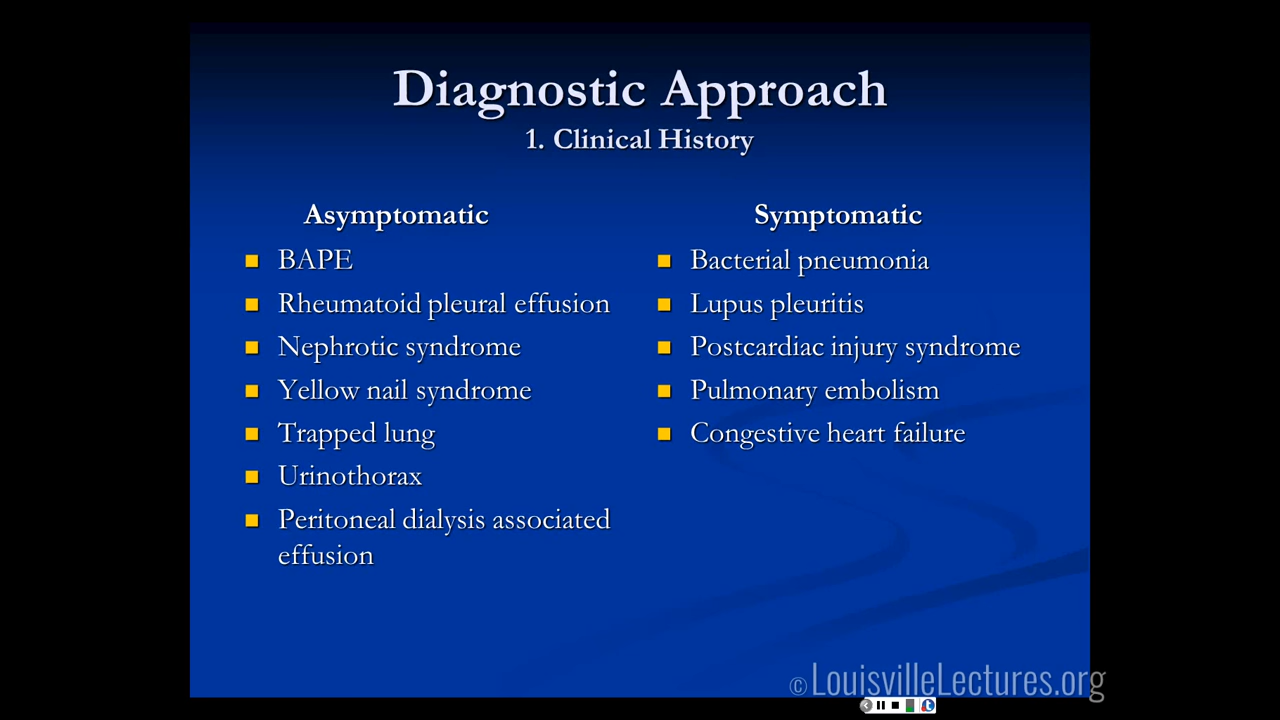 Diagnostic Approach
1. Clinical History
Asymptomatic
BAPE
Rheumatoid pleural effusion
Nephrotic syndrome
Yellow nail syndrome
Trapped lung
Urinothorax
Peritoneal dialysis associated
effusion
Symptomatic
Bacterial pneumonia
Lupus pleuritis
Postcardiac injury syndrome
Pulmonary embolism
Congestive heart failure
© LouisvilleLectures.org